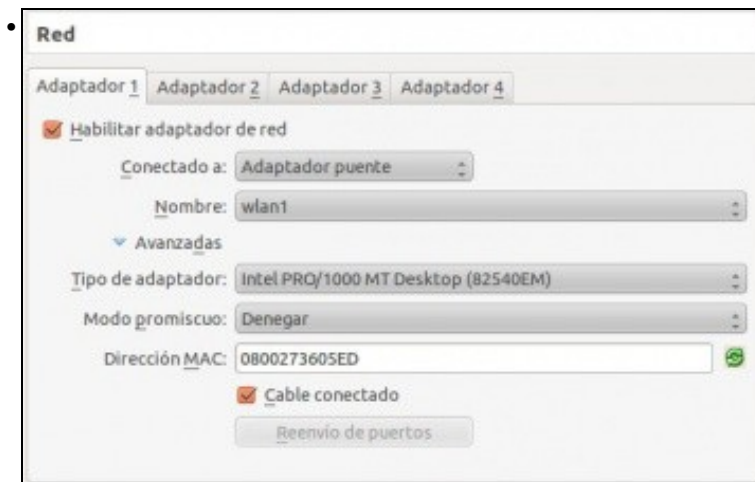 Red
Adaptador 1 Adaptador 2 Adaptador 3 Adaptador 4
Habilitar adaptador de red
Conectado a: Adaptador puente
Nombre: wlan1
Avanzadas
Tipo de adaptador: Intel PRO/1000 MT Desktop (82540EM)
Modo promiscuo: Denegar
Dirección MAC: 0800273605ED
Cable conectado
Reenvío de puertos